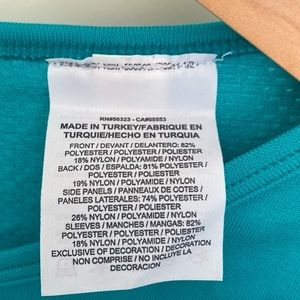 RN#56323 - CA#05553
MADE IN TURKEY/FABRIQUE EN
TURQUIE/HECHO EN TURQUIA
FRONT / DEVANT / DELANTERO: 82%
POLYESTER / POLYESTER / POLIESTER
18% NYLON / POLYAMIDE / NYLON
BACK / DOS / ESPALDA: 81% POLYESTER /
POLYESTER / POLIESTER
19% NYLON / POLYAMIDE / NYLON
SIDE PANELS / PANNEAUX DE COTES /
PANELES LATERALES: 74% POLYESTER /
POLYESTER / POLIESTER
26% NYLON / POLYAMIDE / NYLON
SLEEVES / MANCHES / MANGAS: 82%
POLYESTER / POLYESTER / POLIESTER
18% NYLON / POLYAMIDE / NYLON
EXCLUSIVE OF DECORATION / DECORATION
NON COMPRISE / NO INCLUYE LA
DECORACION